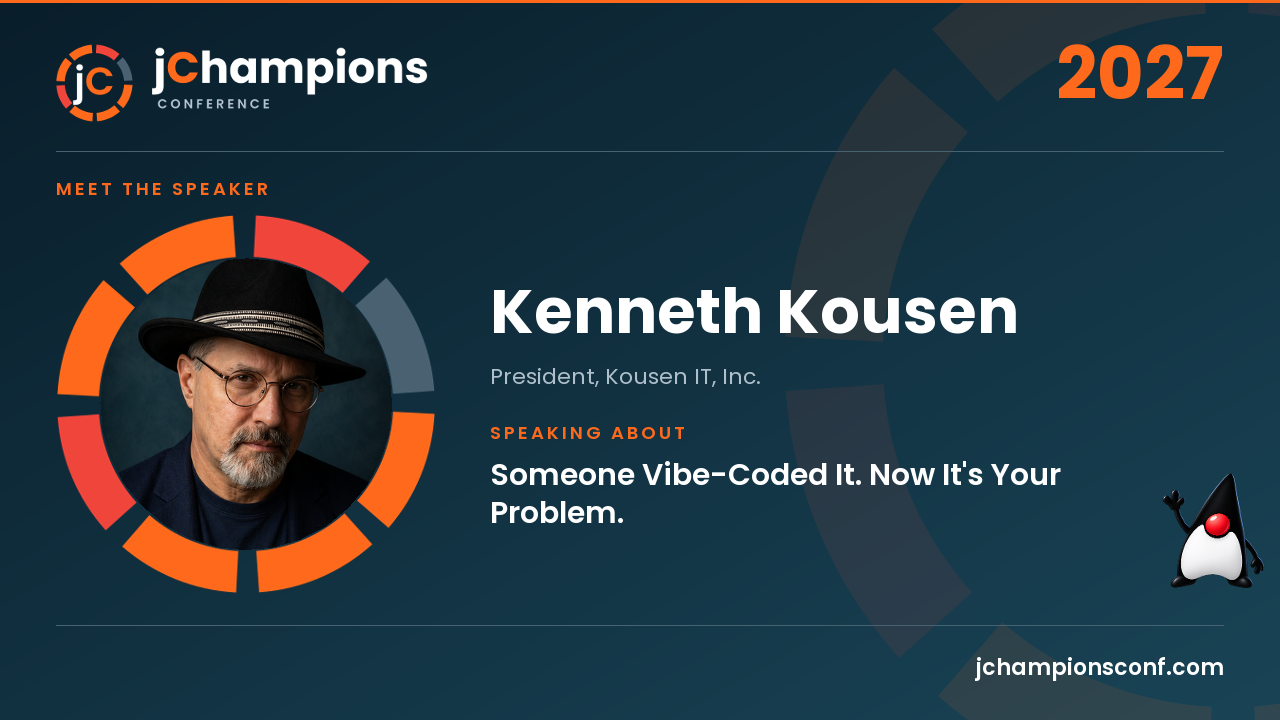 jC
jChampions
CONFERENCE
2027
MEET THE SPEAKER
Kenneth Kousen
President, Kousen IT, Inc.
SPEAKING ABOUT
Someone Vibe-Coded It. Now It's Your
Problem.
jchampionsconf.com